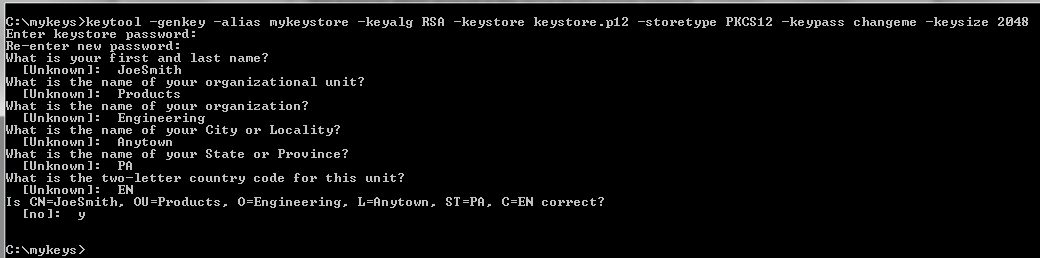 C:\mykeys>keytool -genkey -alias mykeystore -keyalg RSA -keystore keystore.p12 -storetype PKCS12 -keypass changeme -keysize 2048
Enter keystore password:
Re-enter new password:
What is your first and last name?
  [Unknown]:  JoeSmith
What is the name of your organizational unit?
  [Unknown]:  Products
What is the name of your organization?
  [Unknown]:  Engineering
What is the name of your City or Locality?
  [Unknown]:  Anytown
What is the name of your State or Province?
  [Unknown]:  PA
What is the two-letter country code for this unit?
  [Unknown]:  EN
Is CN=JoeSmith, OU=Products, O=Engineering, L=Anytown, ST=PA, C=EN correct?
  [no]:  y
C:\mykeys>